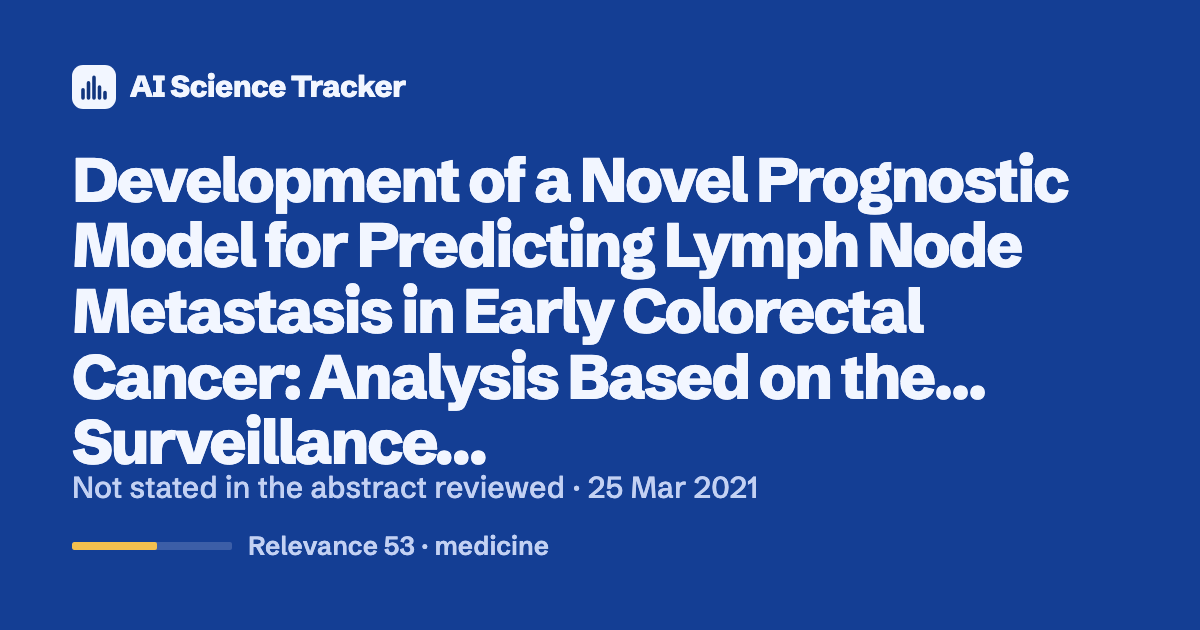 AI Science Tracker
Development of a Novel Prognostic
Model for Predicting Lymph Node
Metastasis in Early Colorectal
Cancer: Analysis Based on the...
Surveillance...
Not stated in the abstract reviewed · 25 Mar 2021
Relevance 53 · medicine